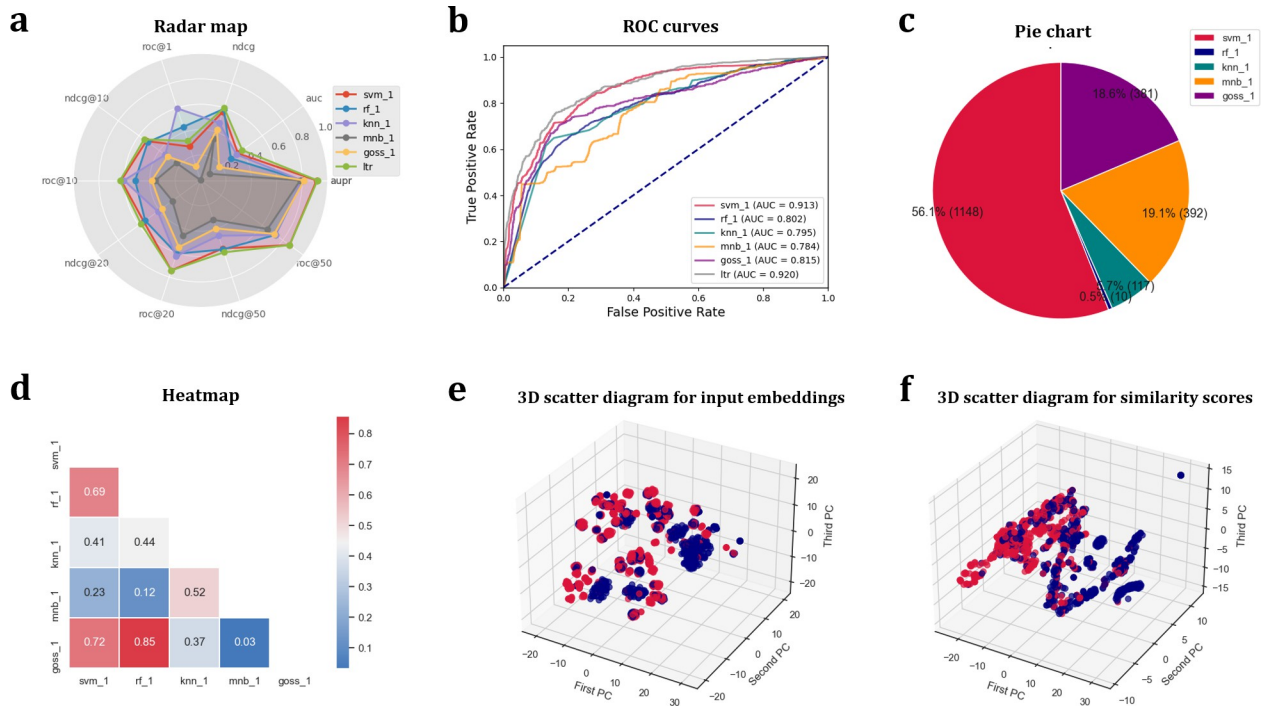 a
Radar map
roc@1
ndcg
ndcg@10
auc
roc@10
aupr
ndcg@20
roc@50
roc@20
ndcg@50
0.2
0.4
0.6
0.8
1.0
svm_1
rf_1
knn_1
mnb_1
goss_1
ltr
b
ROC curves
True Positive Rate
1.0
0.8
0.6
0.4
0.2
0.0
0.0
0.2
0.4
0.6
0.8
1.0
False Positive Rate
svm_1 (AUC = 0.913)
rf_1 (AUC = 0.802)
knn_1 (AUC = 0.795)
mnb_1 (AUC = 0.784)
goss_1 (AUC = 0.815)
ltr (AUC = 0.920)
c
Pie chart
svm_1
rf_1
knn_1
mnb_1
goss_1
18.6% (381)
56.1% (1148)
19.1% (392)
5.7% (117)
0.5% (10)
d
Heatmap
svm_1
rf_1
knn_1
mnb_1
goss_1
0.69
0.41 0.44
0.23 0.12 0.52
0.72 0.85 0.37 0.03
svm_1 rf_1 knn_1 mnb_1 goss_1
0.8
0.7
0.6
0.5
0.4
0.3
0.2
0.1
e
3D scatter diagram for input embeddings
20
10
0
−10
−20
Third PC
20
10
0
−10
−20
Second PC
−20
−10
0
10
20
30
First PC
f
3D scatter diagram for similarity scores
15
10
5
0
−5
−10
−15
Third PC
10
5
0
−5
−10
Second PC
−20
−10
0
10
20
30
First PC